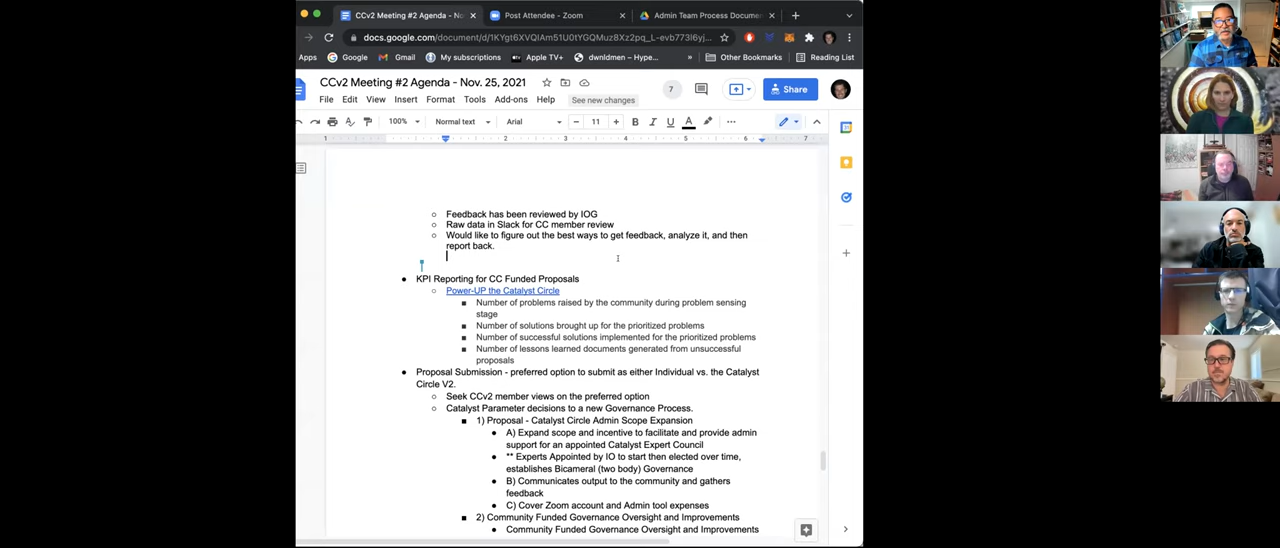 CCv2 Meeting #2 Agenda - No
Post Attendee - Zoom
Admin Team Process Docume
docs.google.com/document/d/
Apps
Google
Gmail
My subscriptions
Apple TV+
dwnldmen – Hype...
Other Bookmarks
Reading List
CCv2 Meeting #2 Agenda - Nov. 25, 2021
7
Share
File Edit View Insert Format Tools Add-ons Help See new changes
100% Normal text Arial 11 B I U A
1 2 3 4 5 6 7
Feedback has been reviewed by IOG
Raw data in Slack for CC member review
Would like to figure out the best ways to get feedback, analyze it, and then
report back.
KPI Reporting for CC Funded Proposals
Power-UP the Catalyst Circle
Number of problems raised by the community during problem sensing
stage
Number of solutions brought up for the prioritized problems
Number of successful solutions implemented for the prioritized problems
Number of lessons learned documents generated from unsuccessful
proposals
Proposal Submission - preferred option to submit as either Individual vs. the Catalyst
Circle V2.
Seek CCv2 member views on the preferred option
Catalyst Parameter decisions to a new Governance Process.
1) Proposal - Catalyst Circle Admin Scope Expansion
A) Expand scope and incentive to facilitate and provide admin
support for an appointed Catalyst Expert Council
** Experts Appointed by IO to start then elected over time,
establishes Bicameral (two body) Governance
B) Communicates output to the community and gathers
feedback
C) Cover Zoom account and Admin tool expenses
2) Community Funded Governance Oversight and Improvements
Community Funded Governance Oversight and Improvements